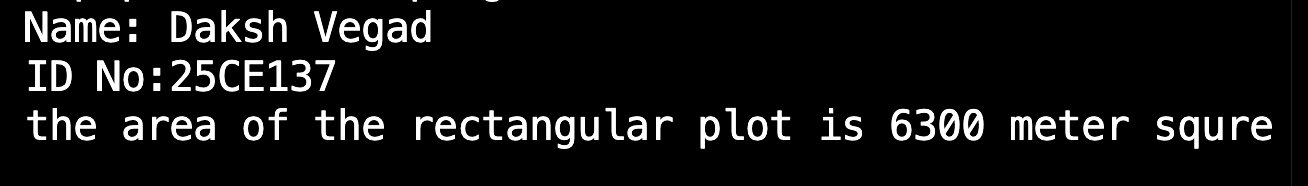 Name: Daksh Vegad
ID No:25CE137
the area of the rectangular plot is 6300 meter squre